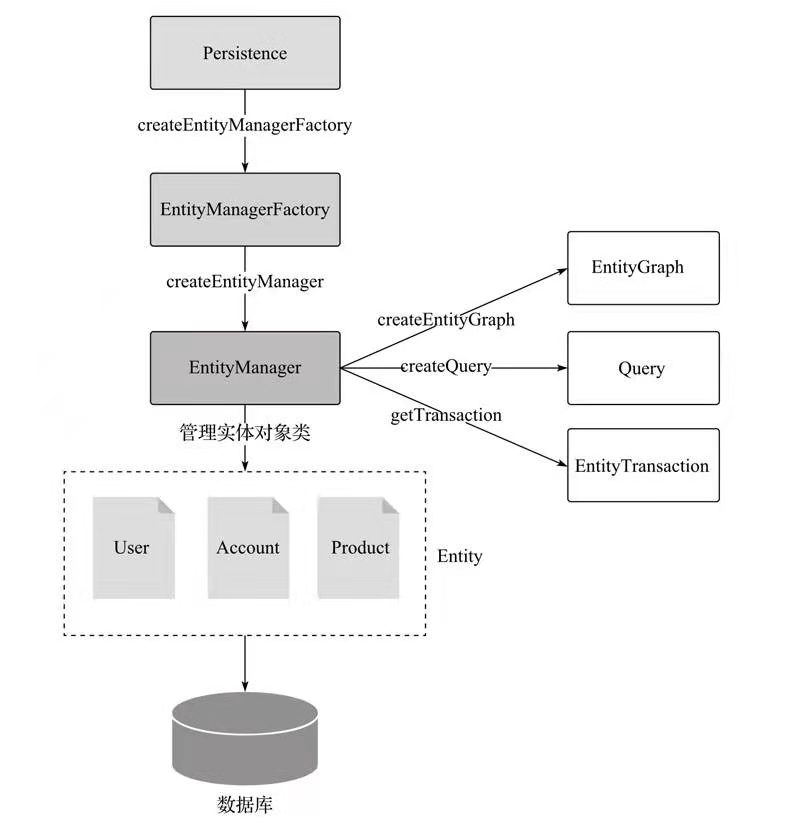 Persistence
createEntityManagerFactory
EntityManagerFactory
createEntityManager
EntityManager
管理实体对象类
createEntityGraph
createQuery
getTransaction
EntityGraph
Query
EntityTransaction
User
Account
Product
Entity
数据库